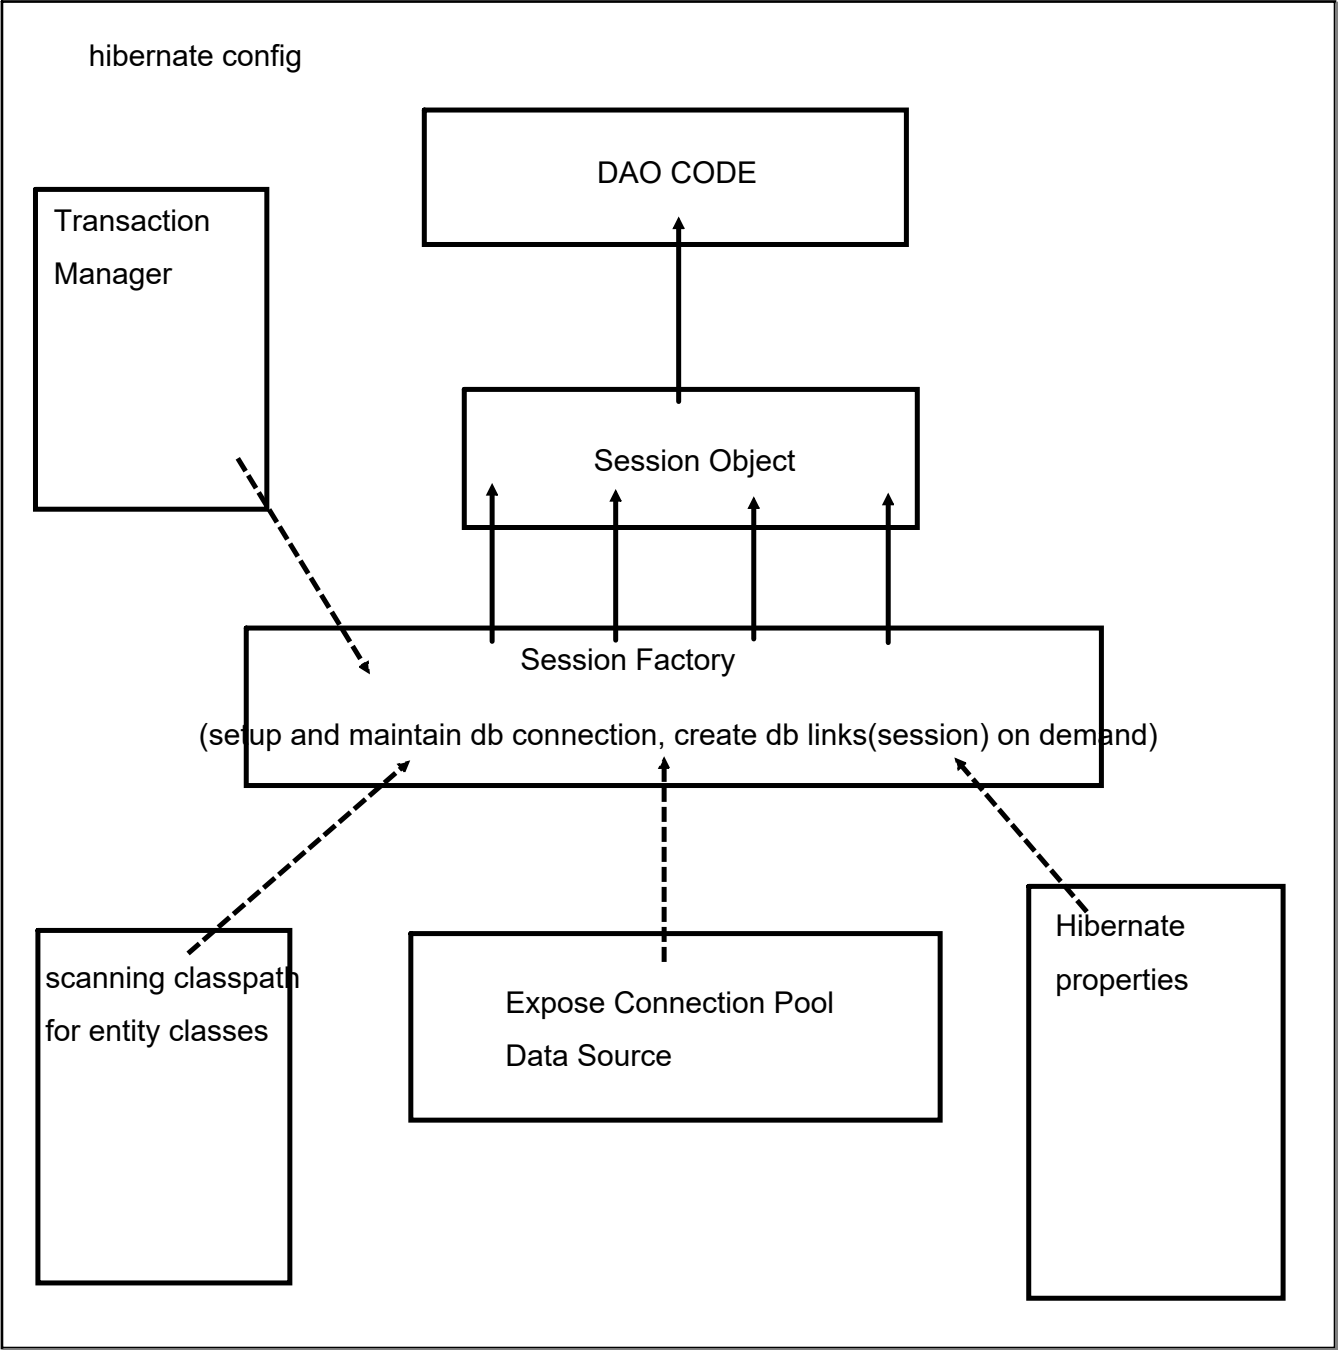 hibernate config
DAO CODE
Transaction
Manager
Session Object
Session Factory
(setup and maintain db connection, create db links(session) on demand)
Hibernate
properties
scanning classpath
for entity classes
Expose Connection Pool
Data Source